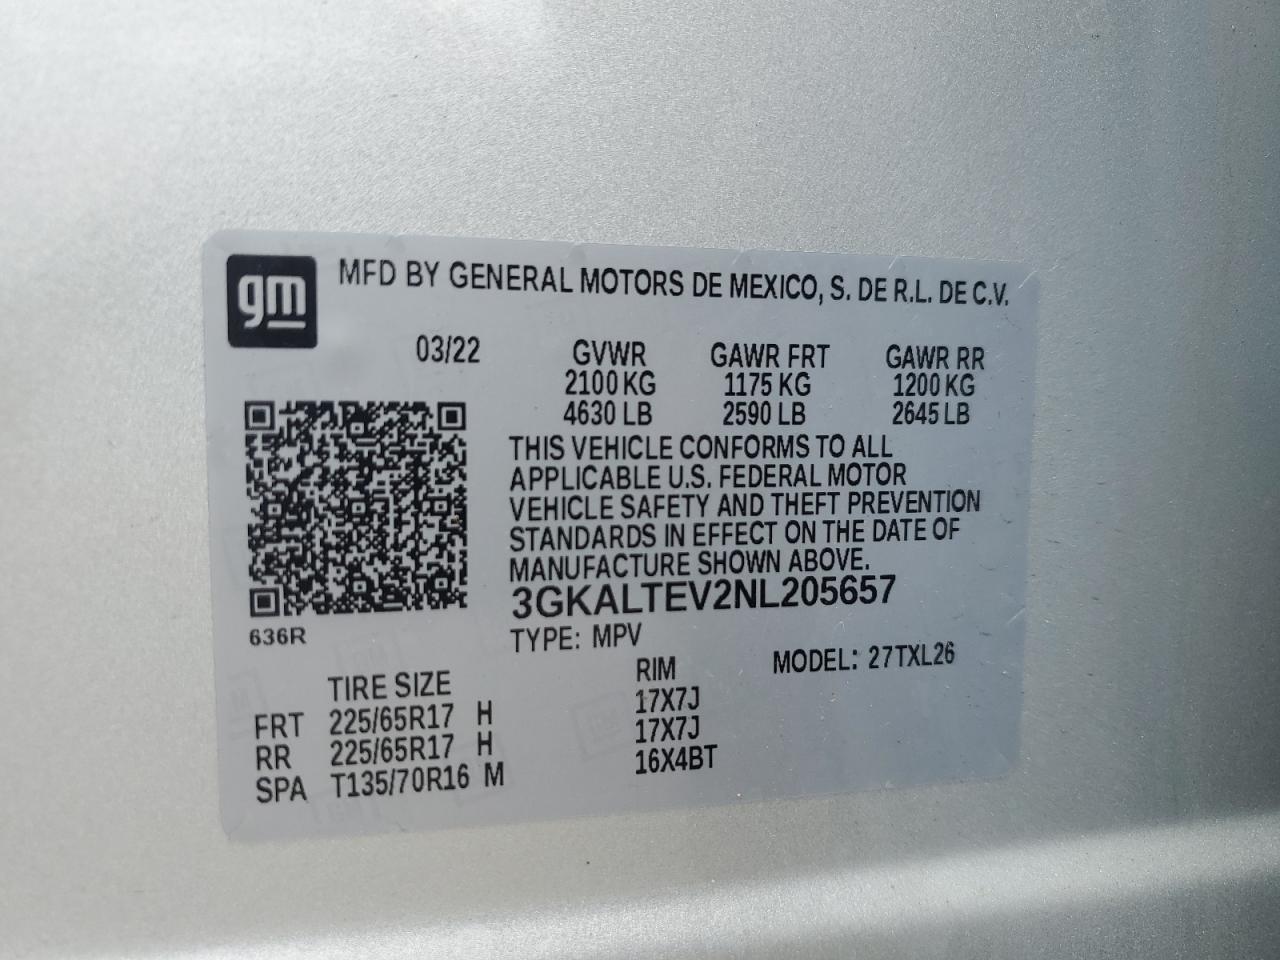 gm MFD BY GENERAL MOTORS DE MEXICO, S. DE R.L. DE C.V.
03/22 GVWR GAWR FRT GAWR RR
2100 KG 1175 KG 1200 KG
4630 LB 2590 LB 2645 LB
THIS VEHICLE CONFORMS TO ALL
APPLICABLE U.S. FEDERAL MOTOR
VEHICLE SAFETY AND THEFT PREVENTION
STANDARDS IN EFFECT ON THE DATE OF
MANUFACTURE SHOWN ABOVE.
3GKALTEV2NL205657
636R
TYPE: MPV
TIRE SIZE RIM MODEL: 27TXL26
FRT 225/65R17 H 17X7J
RR 225/65R17 H 17X7J
SPA T135/70R16 M 16X4BT